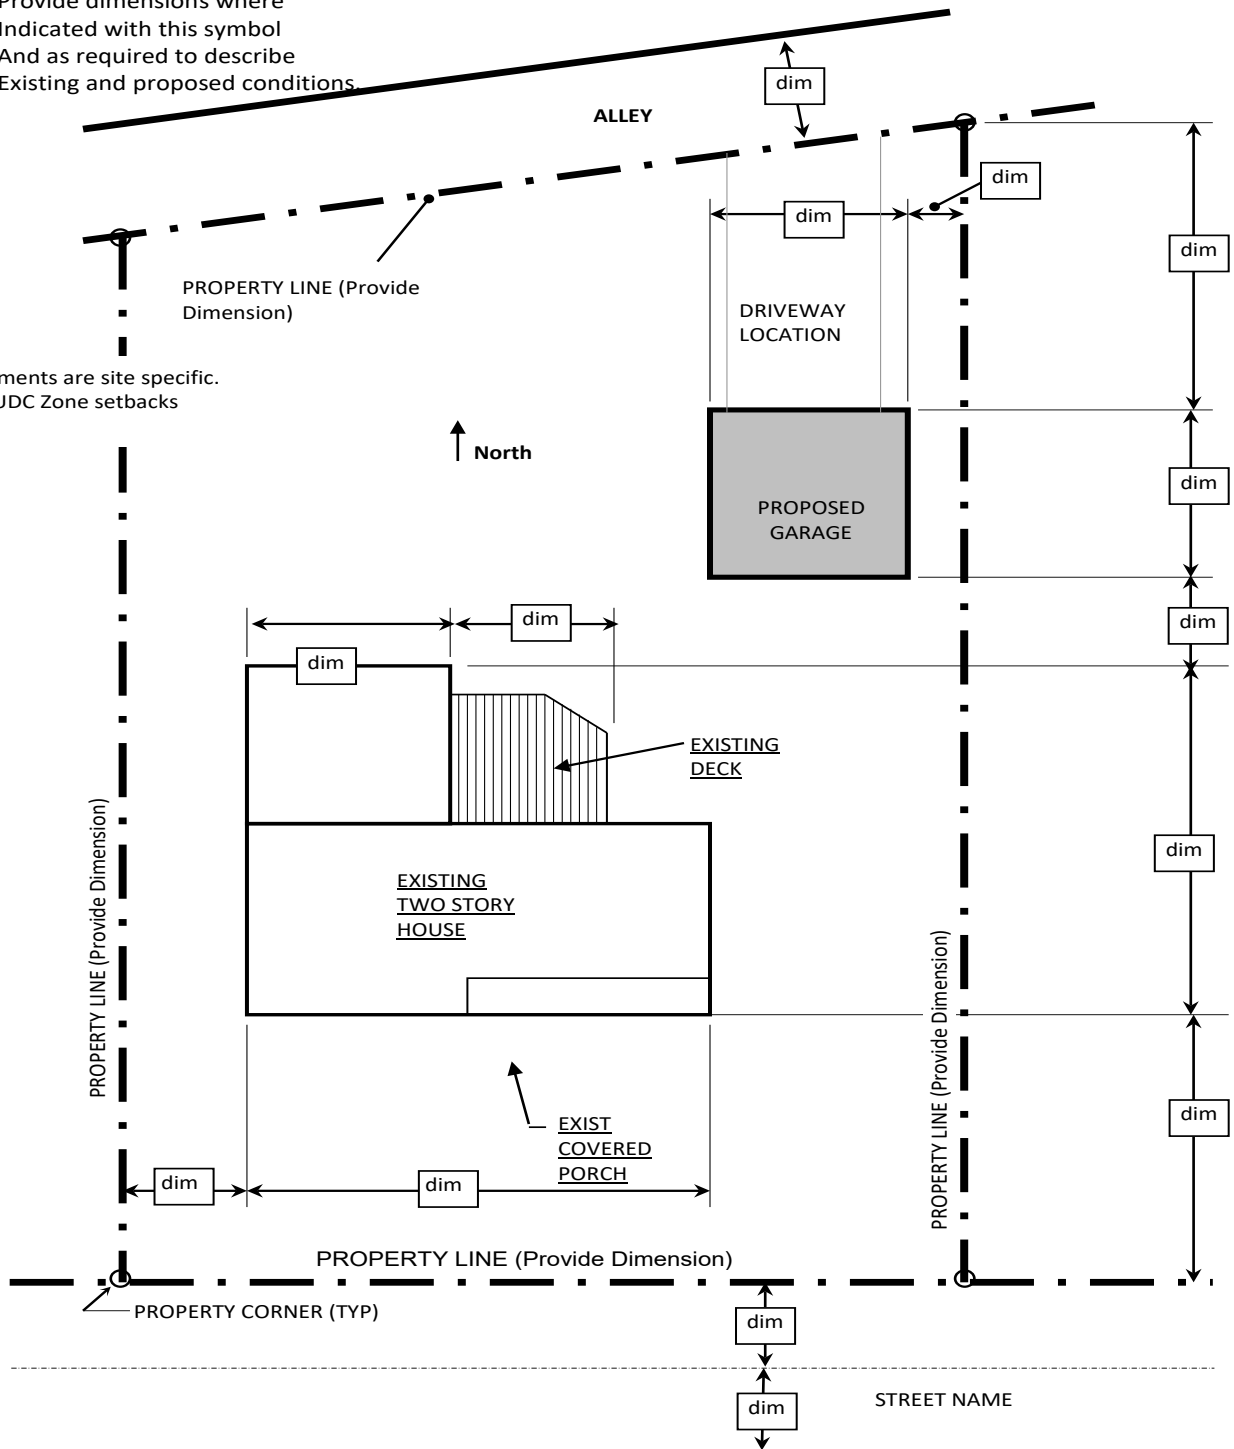 Provide dimensions where
Indicated with this symbol
And as required to describe
Existing and proposed conditions.
dim
ALLEY
dim
dim
dim
PROPERTY LINE (Provide
Dimension)
DRIVEWAY
LOCATION
ments are site specific.
UDC Zone setbacks
North
dim
PROPOSED
GARAGE
dim
dim
dim
EXISTING
DECK
dim
EXISTING
TWO STORY
HOUSE
PROPERTY LINE (Provide Dimension)
PROPERTY LINE (Provide Dimension)
dim
EXIST
COVERED
PORCH
dim
dim
PROPERTY LINE (Provide Dimension)
PROPERTY CORNER (TYP)
dim
STREET NAME
dim